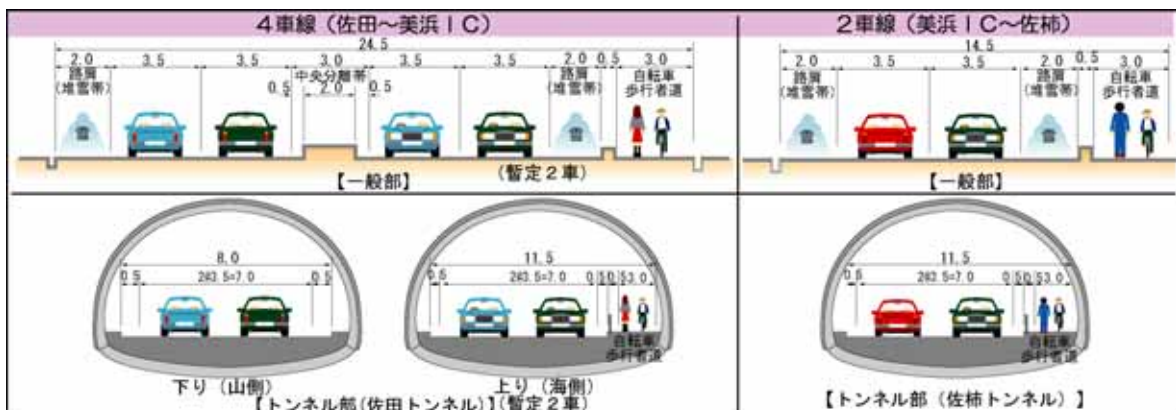 4車線(佐田～美浜IC)
24.5
2.0 3.5 3.5 3.0 3.5 3.5 2.0 0.5 3.0
路肩
(堆雪帯)
中央分離帯
0.5 2.0 0.5
路肩
(堆雪帯)
自転車
歩行者道
雪
雪
(暫定2車)
【一般部】
2車線(美浜IC～佐柿)
14.5
2.0 3.5 3.5 2.0 0.5 3.0
路肩
(堆雪帯)
路肩
(堆雪帯)
自転車
歩行者道
雪
雪
【一般部】
8.0
0.5 2@3.5=7.0 0.5
下り(山側)
11.5
0.5 2@3.5=7.0 0.5 0.5 3.0
自転車
歩行者道
上り(海側)
【トンネル部(佐田トンネル)】(暫定2車)
11.5
0.5 2@3.5=7.0 0.5 0.5 3.0
自転車
歩行者道
【トンネル部(佐柿トンネル)】